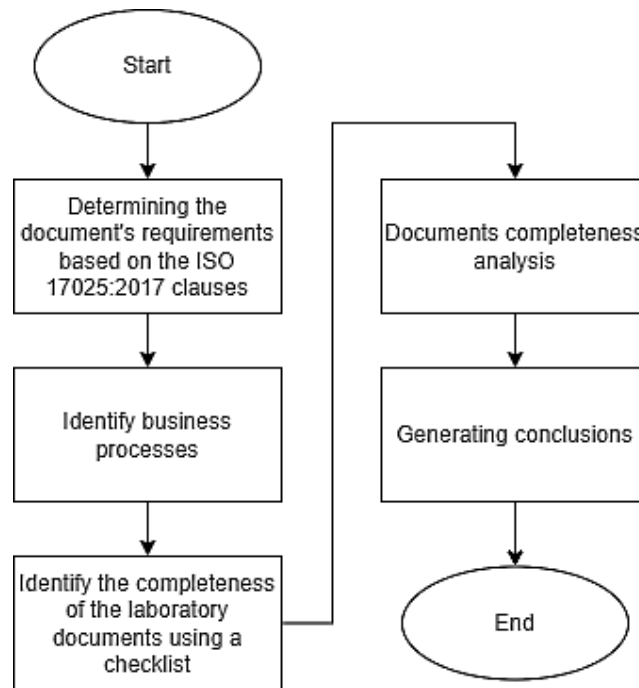 Start
Determining the
document's requirements
based on the ISO
17025:2017 clauses
Identify business
processes
Identify the completeness
of the laboratory
documents using a
checklist
Documents completeness
analysis
Generating conclusions
End